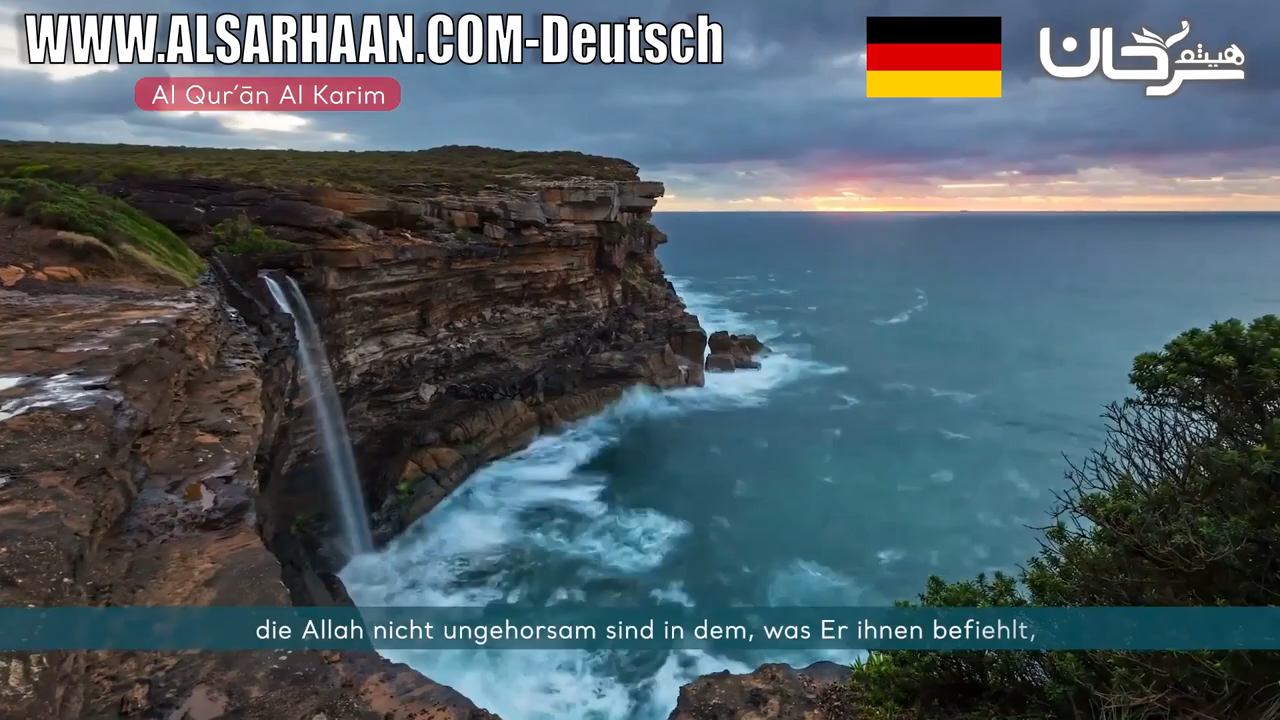 WWW.ALSARHAAN.COM-Deutsch
هيثم سرحان
Al Qur’ān Al Karim
die Allah nicht ungehorsam sind in dem, was Er ihnen befiehlt,